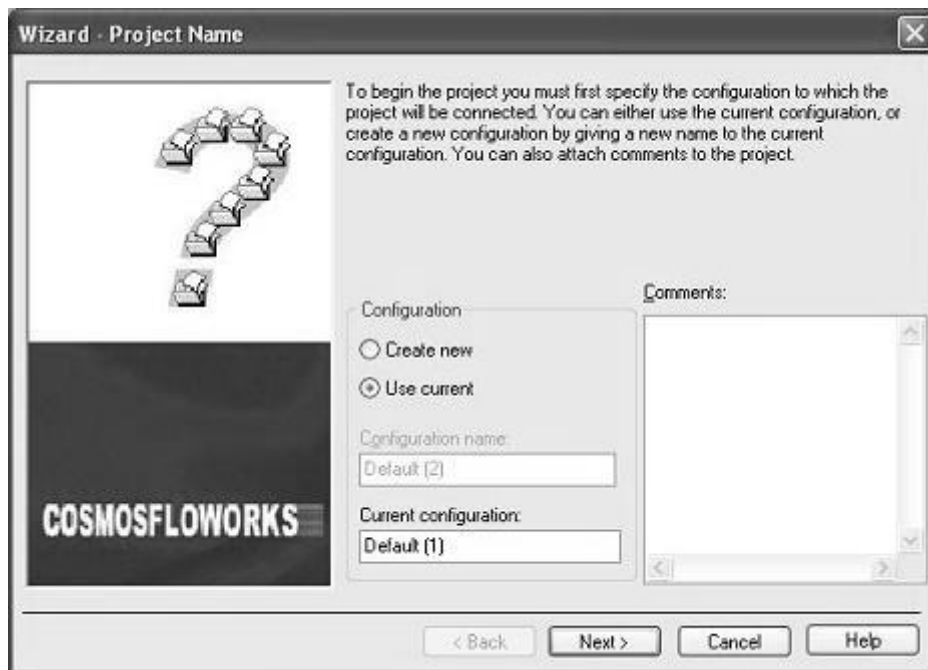 Wizard - Project Name
To begin the project you must first specify the configuration to which the
project will be connected. You can either use the current configuration, or
create a new configuration by giving a new name to the current
configuration. You can also attach comments to the project.
Comments:
Configuration
Create new
Use current
Configuration name:
Default (2)
COSMOSFLOWORKS
Current configuration:
Default (1)
< Back
Next >
Cancel
Help